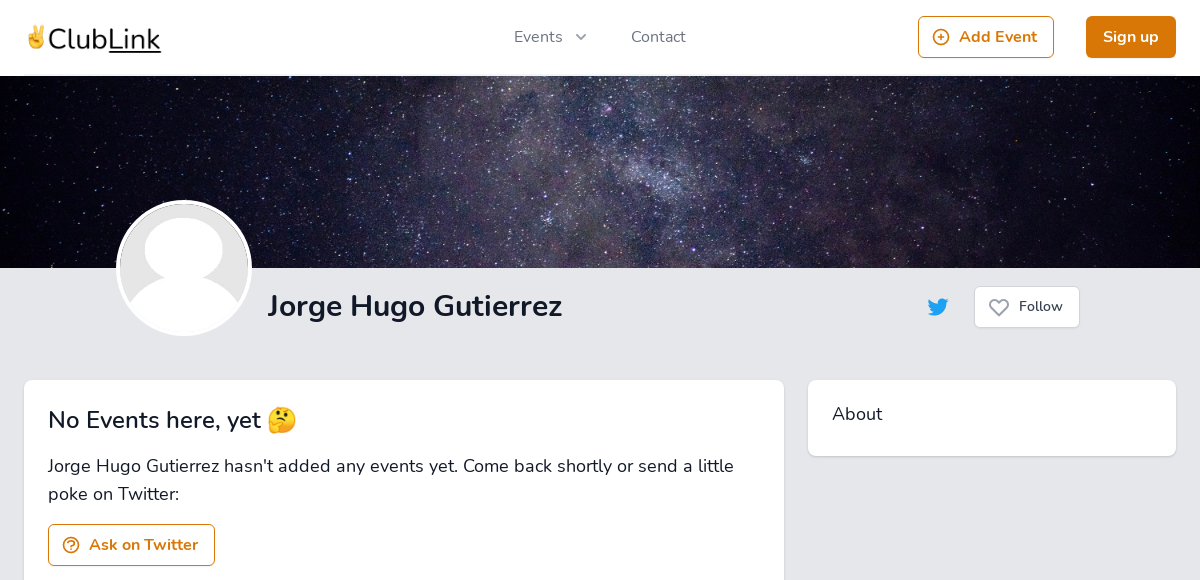 ✌️ClubLink
Events
Contact
Add Event
Sign up
Jorge Hugo Gutierrez
Follow
No Events here, yet 🤔
Jorge Hugo Gutierrez hasn't added any events yet. Come back shortly or send a little
poke on Twitter:
Ask on Twitter
About